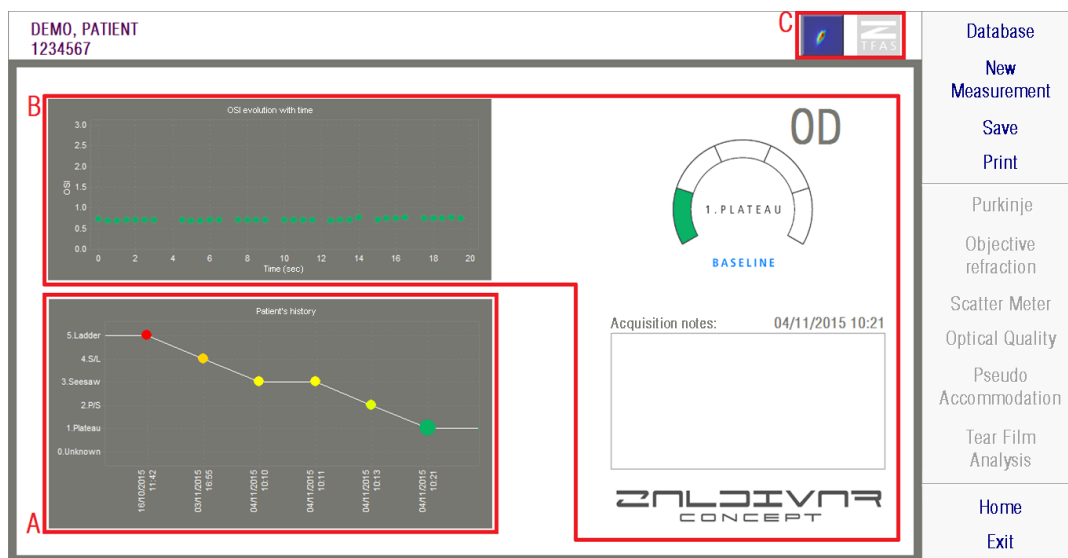 DEMO, PATIENT
1234567
C
TFAS
B
OSI evolution with time
3.0
2.5
2.0
1.5
1.0
0.5
0.0
OSI
0 2 4 6 8 10 12 14 16 18 20
Time (sec)
OD
1.PLATEAU
BASELINE
A
Patient's history
5.Ladder
4.S/L
3.Seesaw
2.P/S
1.Plateau
0.Unknown
16/10/2015
11:42
03/11/2015
16:55
04/11/2015
10:10
04/11/2015
10:11
04/11/2015
10:13
04/11/2015
10:21
Acquisition notes: 04/11/2015 10:21
ZALDIVAR
CONCEPT
Database
New
Measurement
Save
Print
Purkinje
Objective
refraction
Scatter Meter
Optical Quality
Pseudo
Accommodation
Tear Film
Analysis
Home
Exit